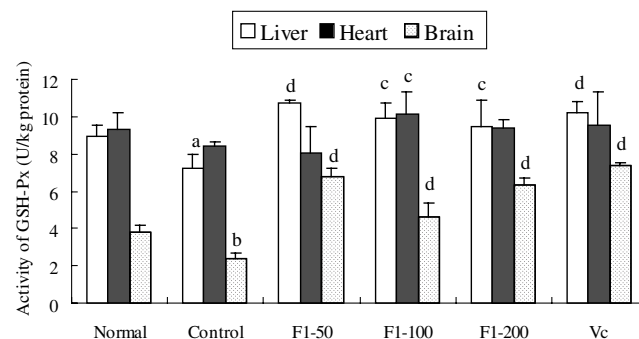 Liver Heart Brain
Activity of GSH-Px (U/kg protein)
12
10
8
6
4
2
0
a
b
d
d
c
c
d
c
d
d
d
Normal Control F1-50 F1-100 F1-200 Vc